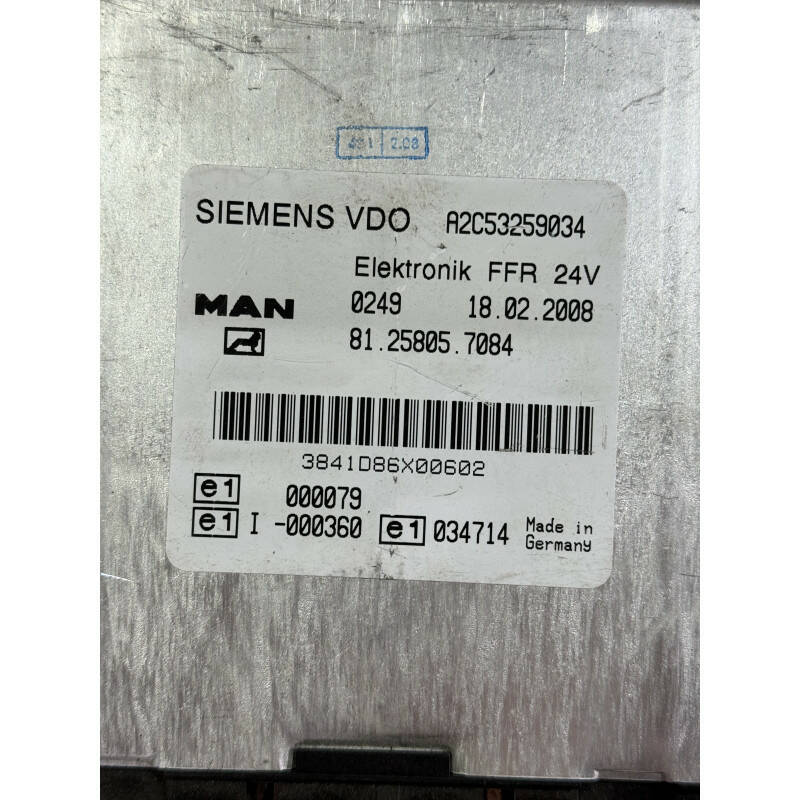 2.08
SIEMENS VDO A2C53259034
Elektronik FFR 24V
MAN 0249 18.02.2008
81.25805.7084
3841D86X00602
e1 000079
e1 I -000360 e1 034714 Made in
Germany